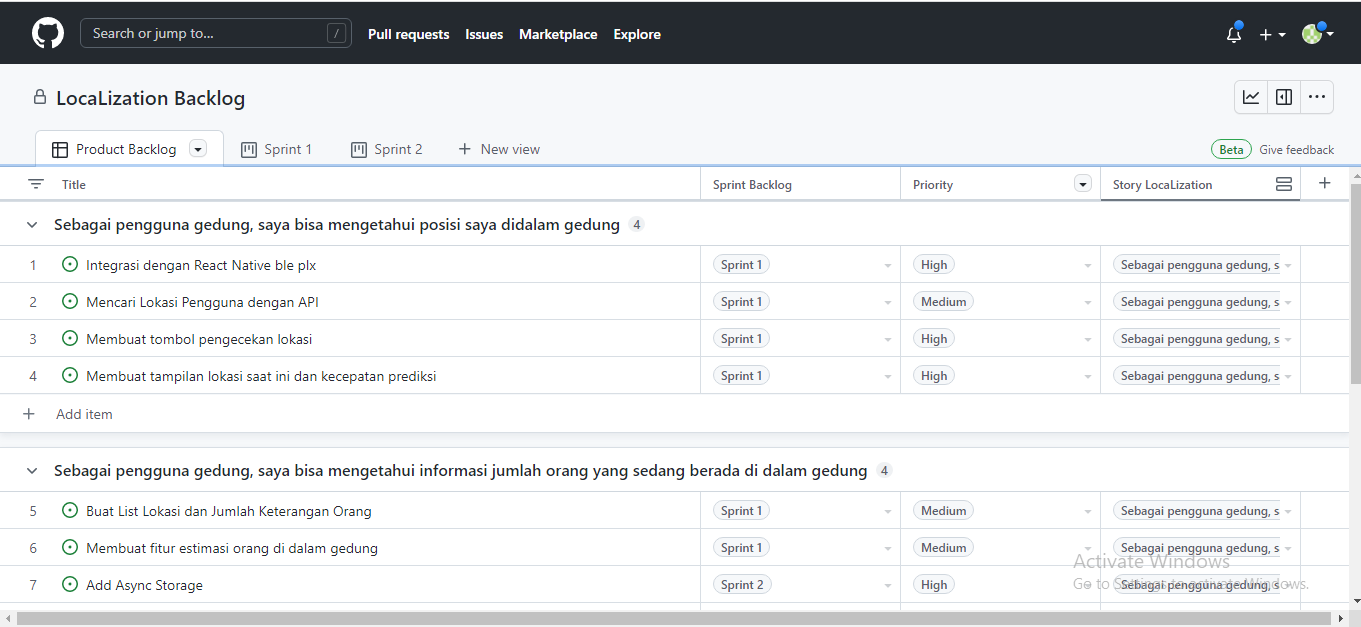 Search or jump to... / Pull requests Issues Marketplace Explore
LocaLization Backlog
Product Backlog Sprint 1 Sprint 2 New view Beta Give feedback
Title Sprint Backlog Priority Story LocaLization
Sebagai pengguna gedung, saya bisa mengetahui posisi saya didalam gedung 4
1 Integrasi dengan React Native ble plx Sprint 1 High Sebagai pengguna gedung, s
2 Mencari Lokasi Pengguna dengan API Sprint 1 Medium Sebagai pengguna gedung, s
3 Membuat tombol pengecekan lokasi Sprint 1 High Sebagai pengguna gedung, s
4 Membuat tampilan lokasi saat ini dan kecepatan prediksi Sprint 1 High Sebagai pengguna gedung, s
Add item
Sebagai pengguna gedung, saya bisa mengetahui informasi jumlah orang yang sedang berada di dalam gedung 4
5 Buat List Lokasi dan Jumlah Keterangan Orang Sprint 1 Medium Sebagai pengguna gedung, s
6 Membuat fitur estimasi orang di dalam gedung Sprint 1 Medium Sebagai pengguna gedung, s
Activate Windows
7 Add Async Storage Sprint 2 High Sebagai pengguna gedung, s
Go to Settings to activate Windows.